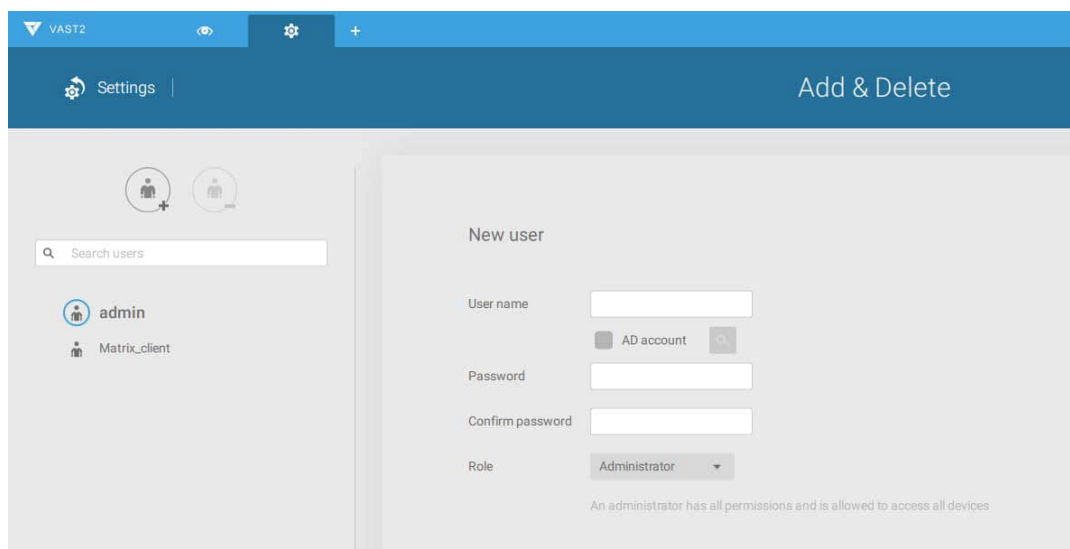 VAST2
+
Settings
Add & Delete
Search users
admin
Matrix_client
New user
User name
AD account
Password
Confirm password
Role
Administrator
An administrator has all permissions and is allowed to access all devices